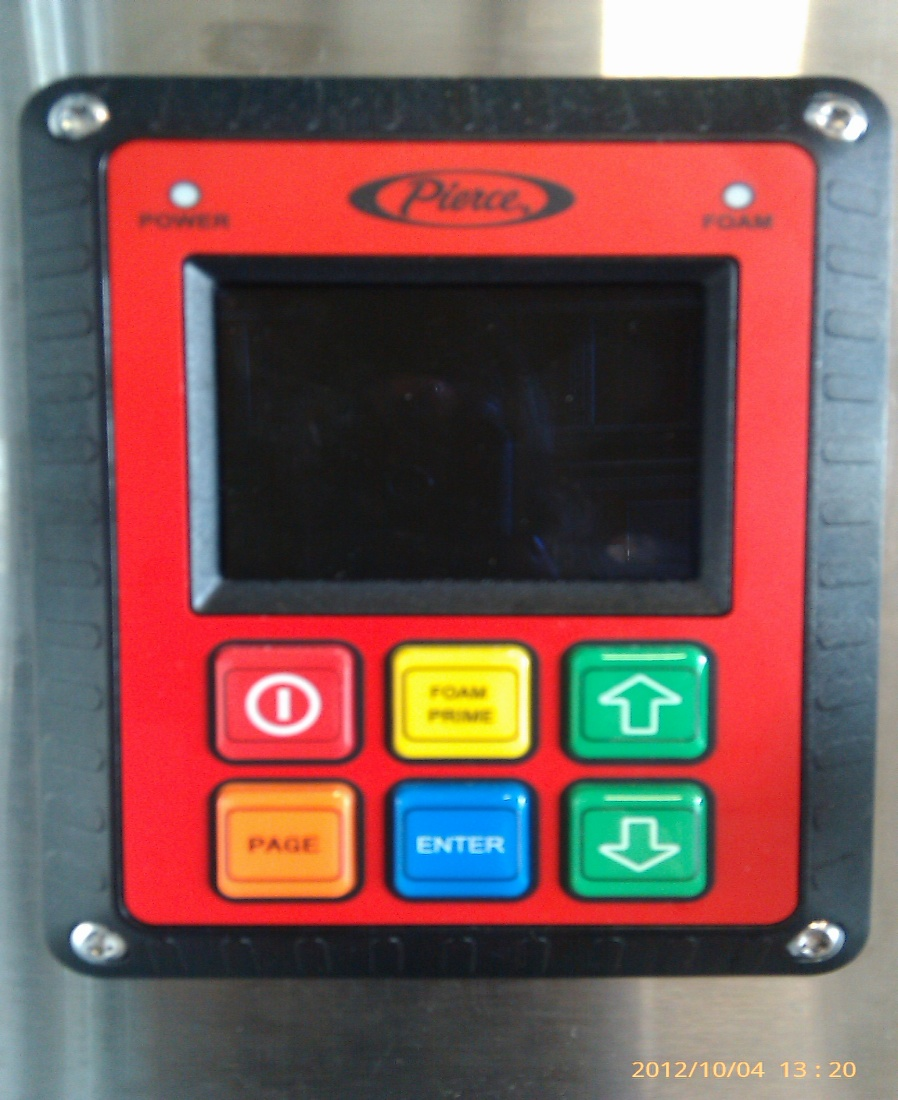 Pierce
POWER
FOAM
FOAM
PRIME
PAGE
ENTER
2012/10/04 13:20